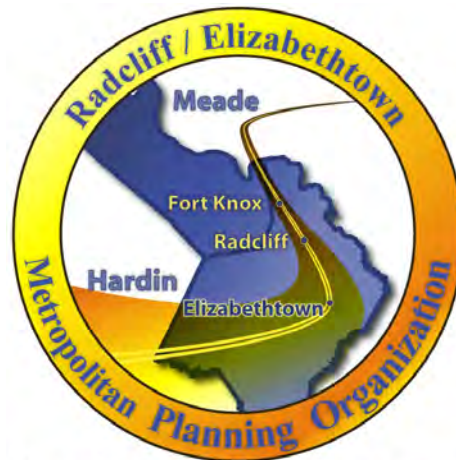 Radcliff / Elizabethtown
Meade
Fort Knox
Radcliff
Hardin
Elizabethtown
Metropolitan Planning Organization